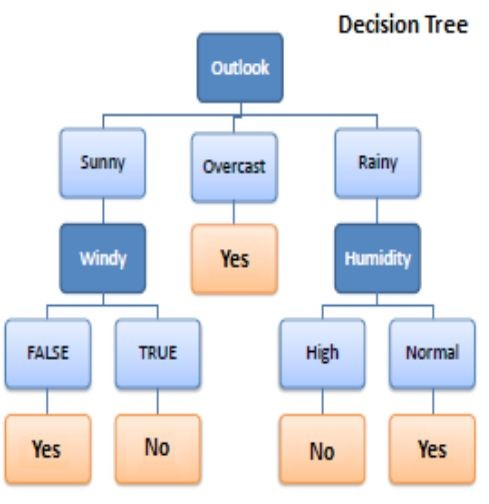 Decision Tree
Outlook
Sunny
Overcast
Rainy
Windy
Yes
Humidity
FALSE
TRUE
High
Normal
Yes
No
No
Yes